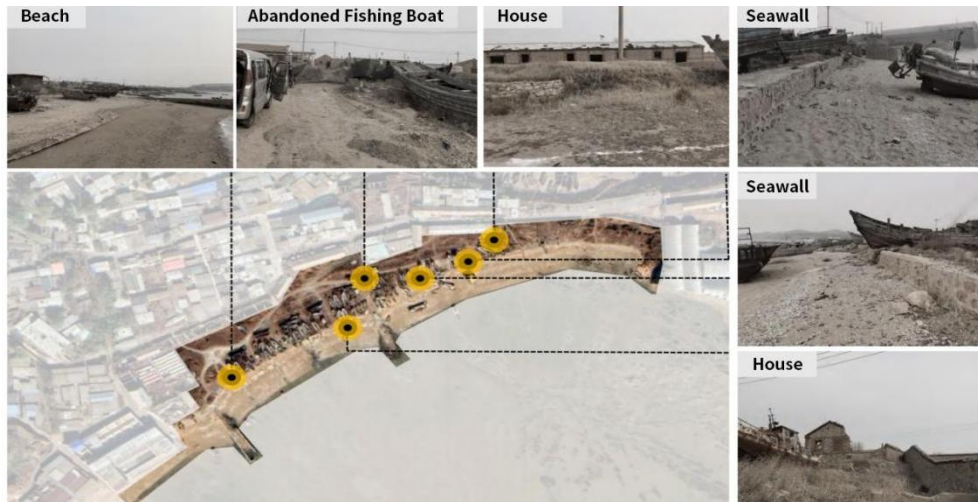 Beach
Abandoned Fishing Boat
House
Seawall
Seawall
House